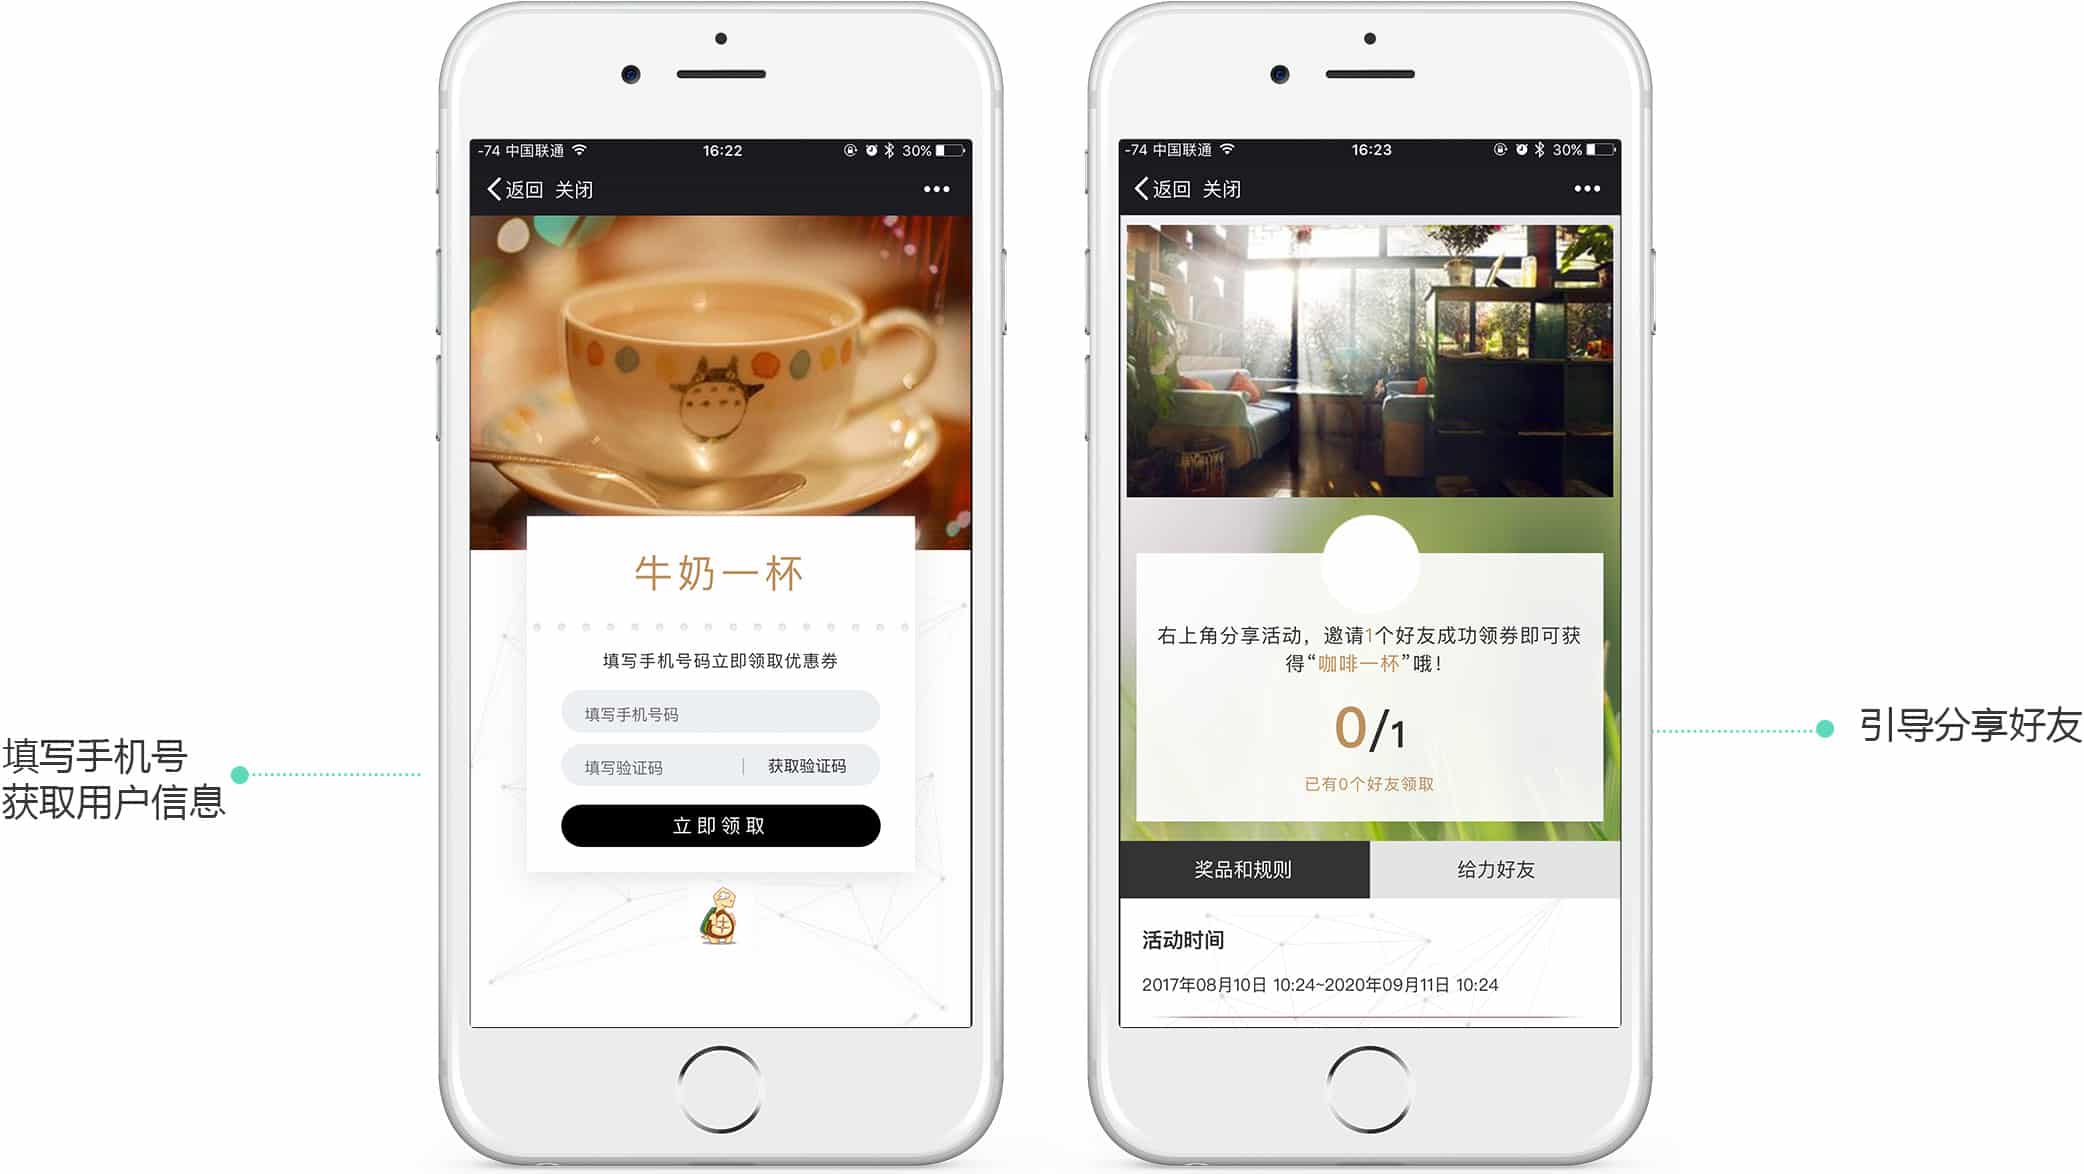 -74 中国联通 16:22 30%
返回 关闭
牛奶一杯
填写手机号码立即领取优惠券
填写手机号码
填写验证码 | 获取验证码
立即领取
填写手机号
获取用户信息
-74 中国联通 16:23 30%
返回 关闭
右上角分享活动，邀请1个好友成功领券即可获
得“咖啡一杯”哦！
0/1
已有0个好友领取
奖品和规则 给力好友
活动时间
2017年08月10日 10:24~2020年09月11日 10:24
引导分享好友